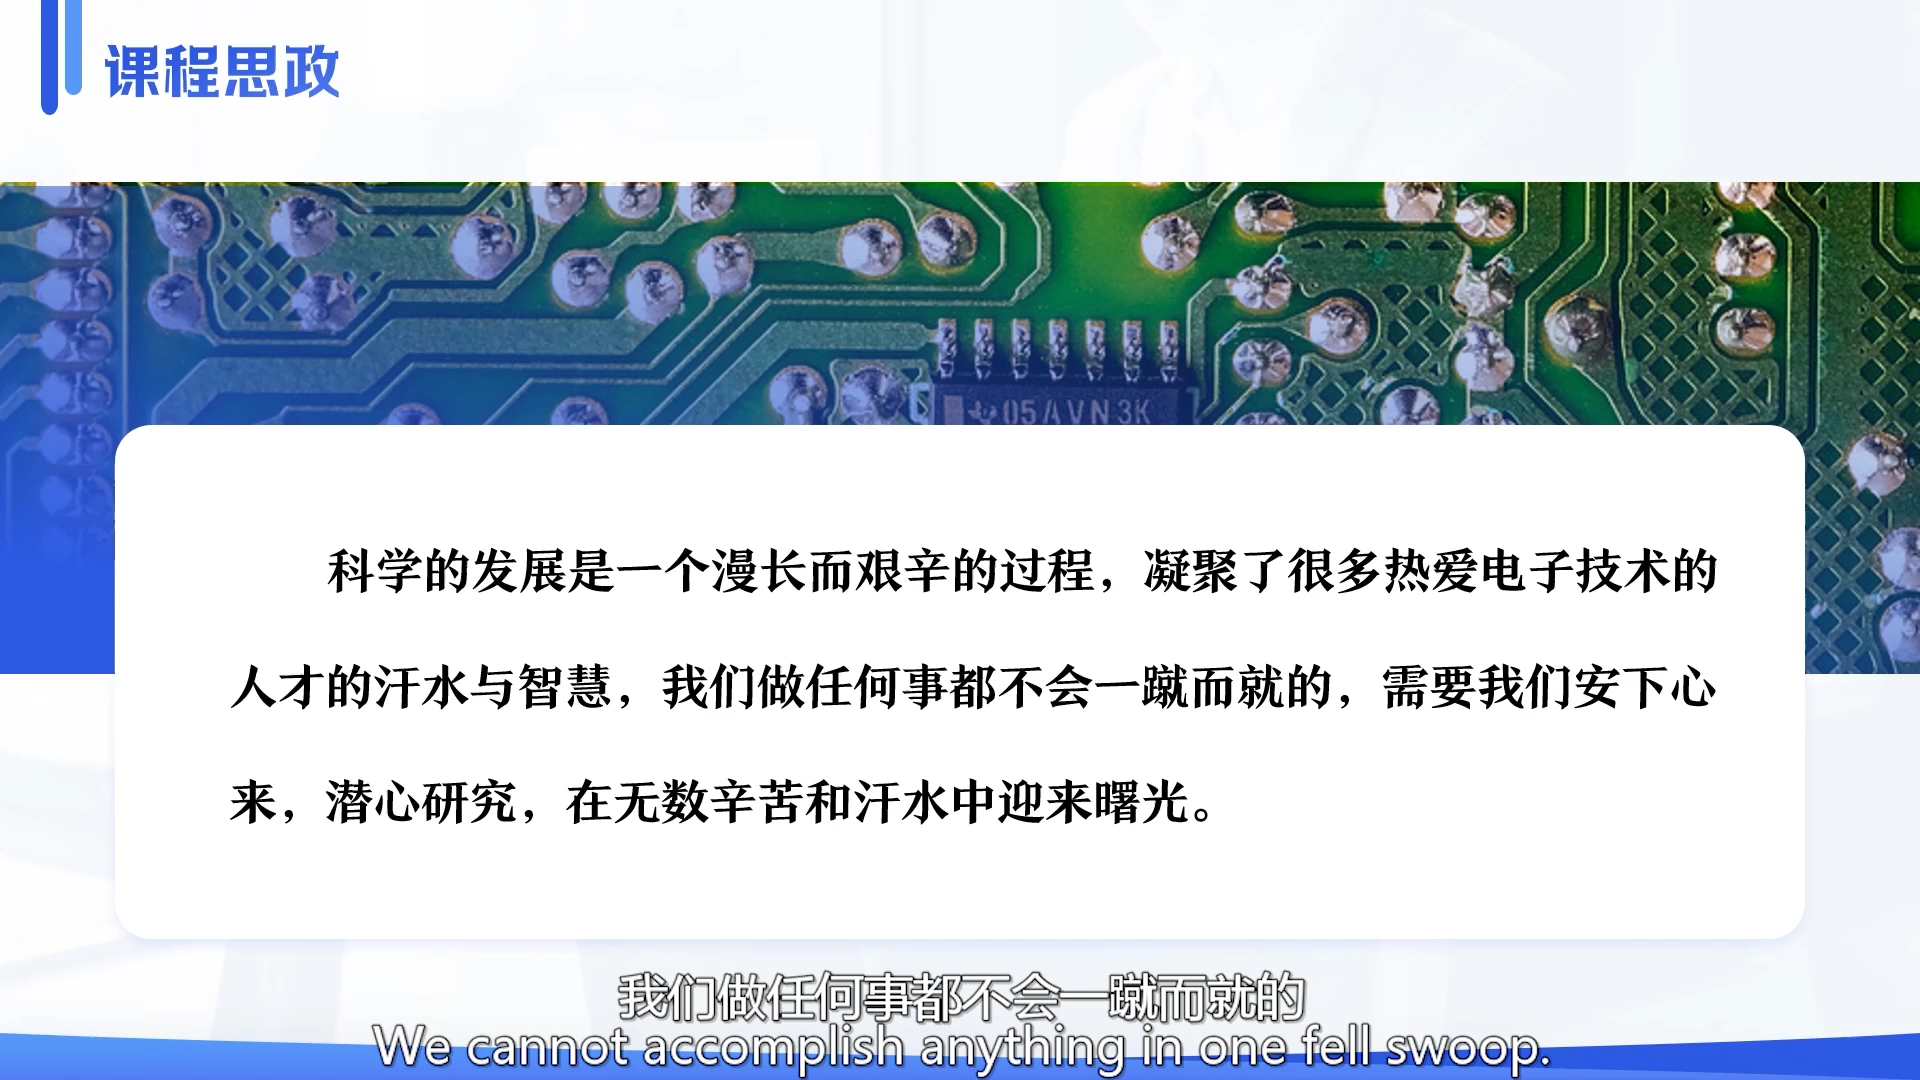 课程思政
05AVN3K
科学的发展是一个漫长而艰辛的过程，凝聚了很多热爱电子技术的
人才的汗水与智慧，我们做任何事都不会一蹴而就的，需要我们安下心
来，潜心研究，在无数辛苦和汗水中迎来曙光。
我们做任何事都不会一蹴而就的
We cannot accomplish anything in one fell swoop.